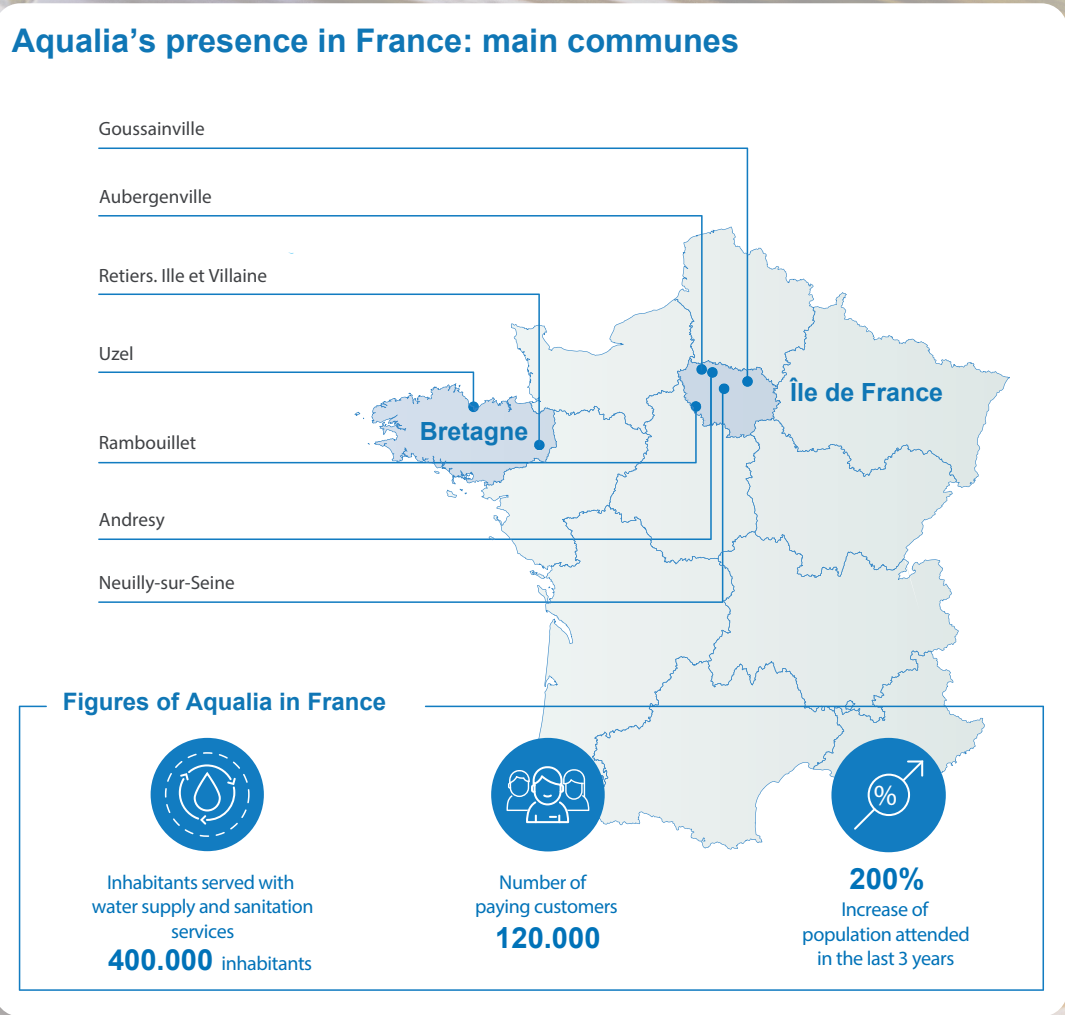 Aqualia’s presence in France: main communes
Goussainville
Aubergenville
Retiers. Ille et Villaine
Uzel
Rambouillet
Andresy
Neuilly-sur-Seine
Île de France
Bretagne
Figures of Aqualia in France
Inhabitants served with
water supply and sanitation
services
400.000 inhabitants
Number of
paying customers
120.000
%
200%
Increase of
population attended
in the last 3 years